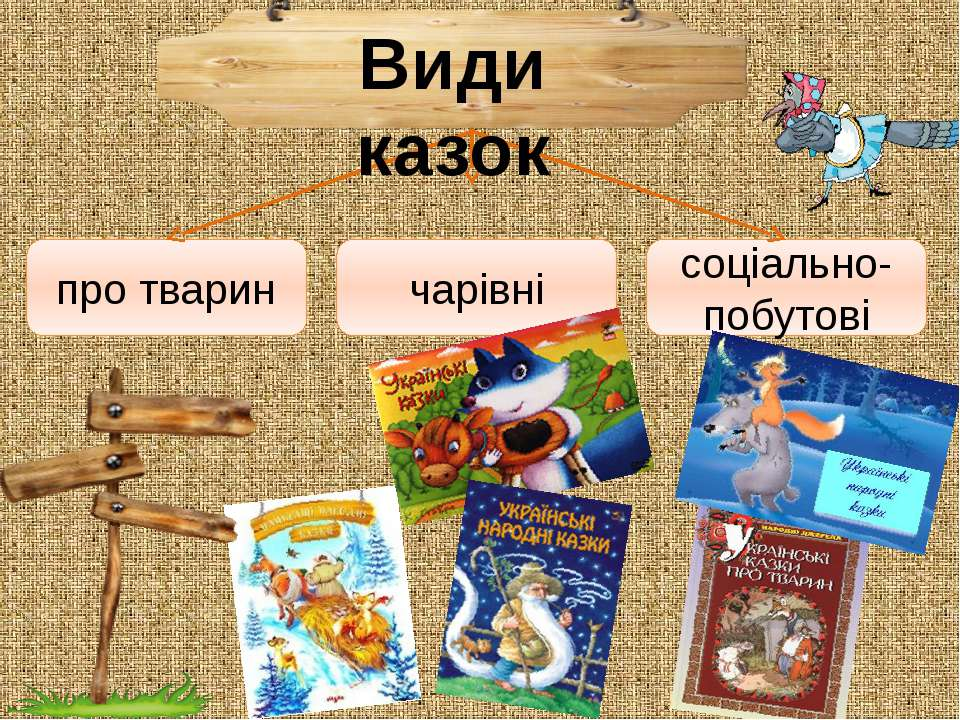 Види
казок
про тварин
чарівні
соціально-
побутові
Українські
казки
Українські
народні
казки
УКРАЇНСЬКІ
НАРОДНІ КАЗКИ
КАЗКИ
УКРАЇНСЬКІ
КАЗКИ
ПРО ТВАРИН